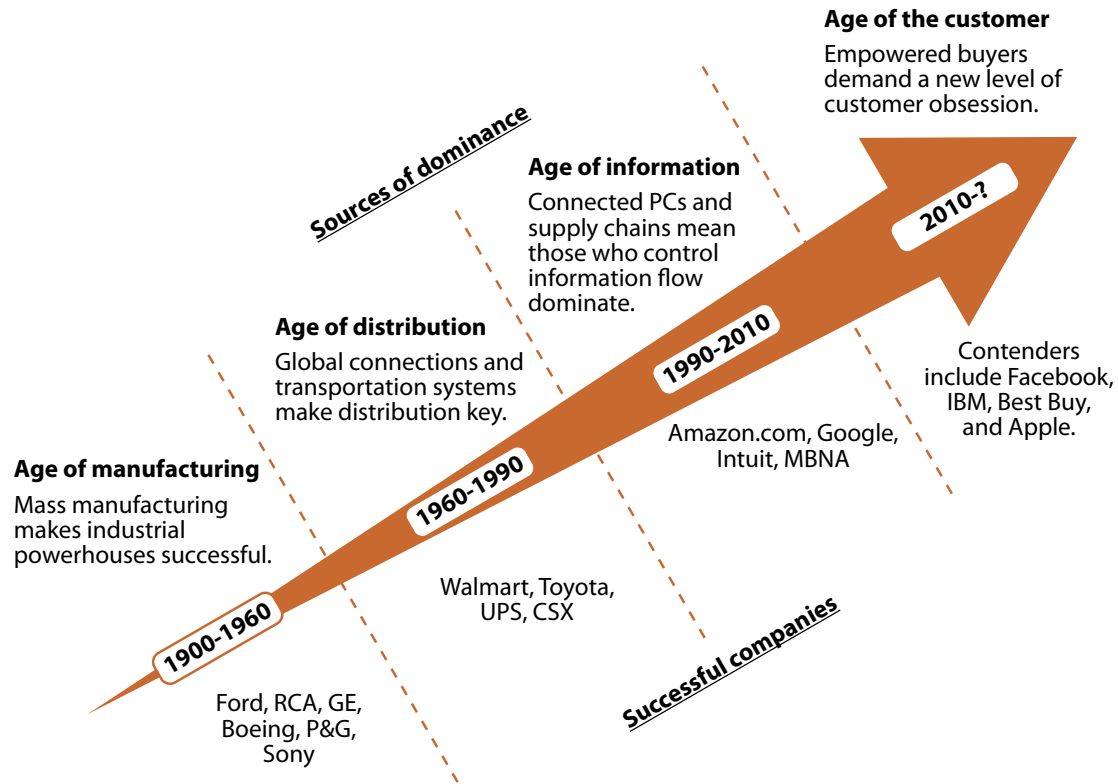 Age of the customer
Empowered buyers
demand a new level of
customer obsession.
Sources of dominance
Age of information
Connected PCs and
supply chains mean
those who control
information flow
dominate.
2010-?
Age of distribution
Global connections and
transportation systems
make distribution key.
1990-2010
Contenders
include Facebook,
IBM, Best Buy,
and Apple.
Amazon.com, Google,
Intuit, MBNA
Age of manufacturing
Mass manufacturing
makes industrial
powerhouses successful.
1960-1990
Walmart, Toyota,
UPS, CSX
1900-1960
Successful companies
Ford, RCA, GE,
Boeing, P&G,
Sony